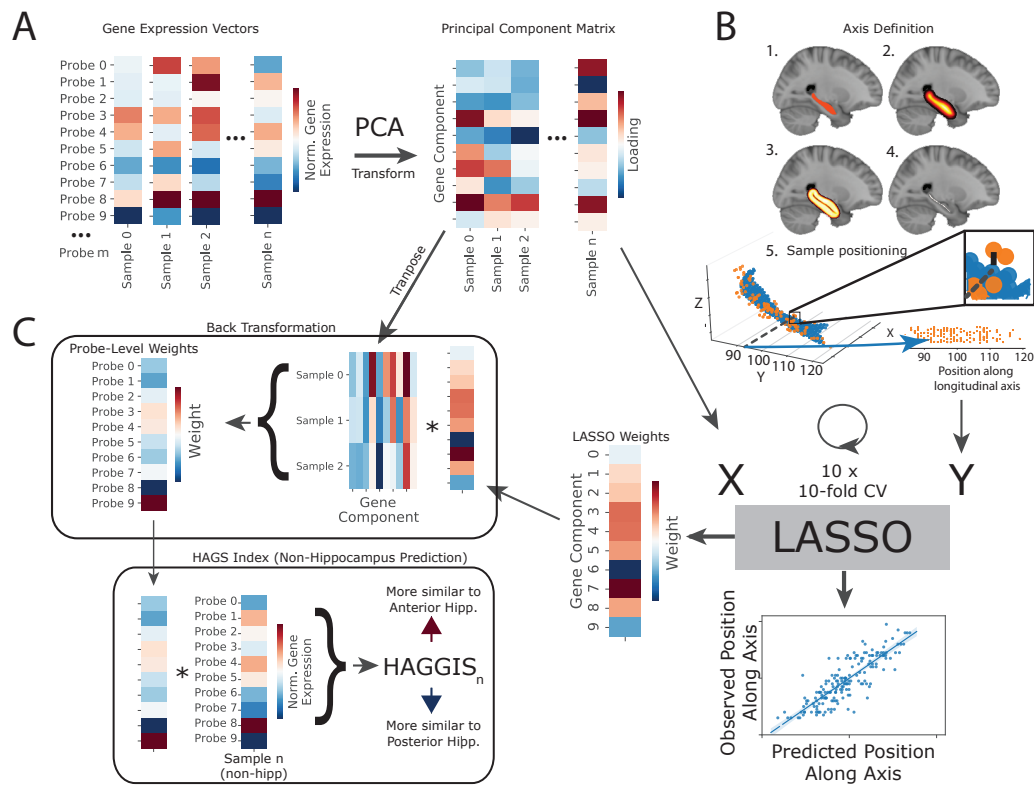 A
Gene Expression Vectors
Probe 0
Probe 1
Probe 2
Probe 3
Probe 4
Probe 5
Probe 6
Probe 7
Probe 8
Probe 9
•••
Probe m
Sample 0
Sample 1
Sample 2
•••
Sample n
Norm. Gene
Expression
PCA
Transform
Principal Component Matrix
Gene Component
Sample 0
Sample 1
Sample 2
•••
Sample n
Loading
Tranpose
B
Axis Definition
1.
2.
3.
4.
5. Sample positioning
Z
X
Y
90
100
110
120
90
100
110
120
Position along
longitudinal axis
C
Back Transformation
Probe-Level Weights
Probe 0
Probe 1
Probe 2
Probe 3
Probe 4
Probe 5
Probe 6
Probe 7
Probe 8
Probe 9
Weight
{
Sample 0
Sample 1
Sample 2
Gene
Component
*
LASSO Weights
Gene Component
0
1
2
3
4
5
6
7
8
9
Weight
X
Y
10 x
10-fold CV
LASSO
Observed Position
Along Axis
Predicted Position
Along Axis
HAGS Index (Non-Hippocampus Prediction)
*
Probe 0
Probe 1
Probe 2
Probe 3
Probe 4
Probe 5
Probe 6
Probe 7
Probe 8
Probe 9
Sample n
(non-hipp)
Norm. Gene
Expression
}
More similar to
Anterior Hipp.
HAGGISn
More similar to
Posterior Hipp.